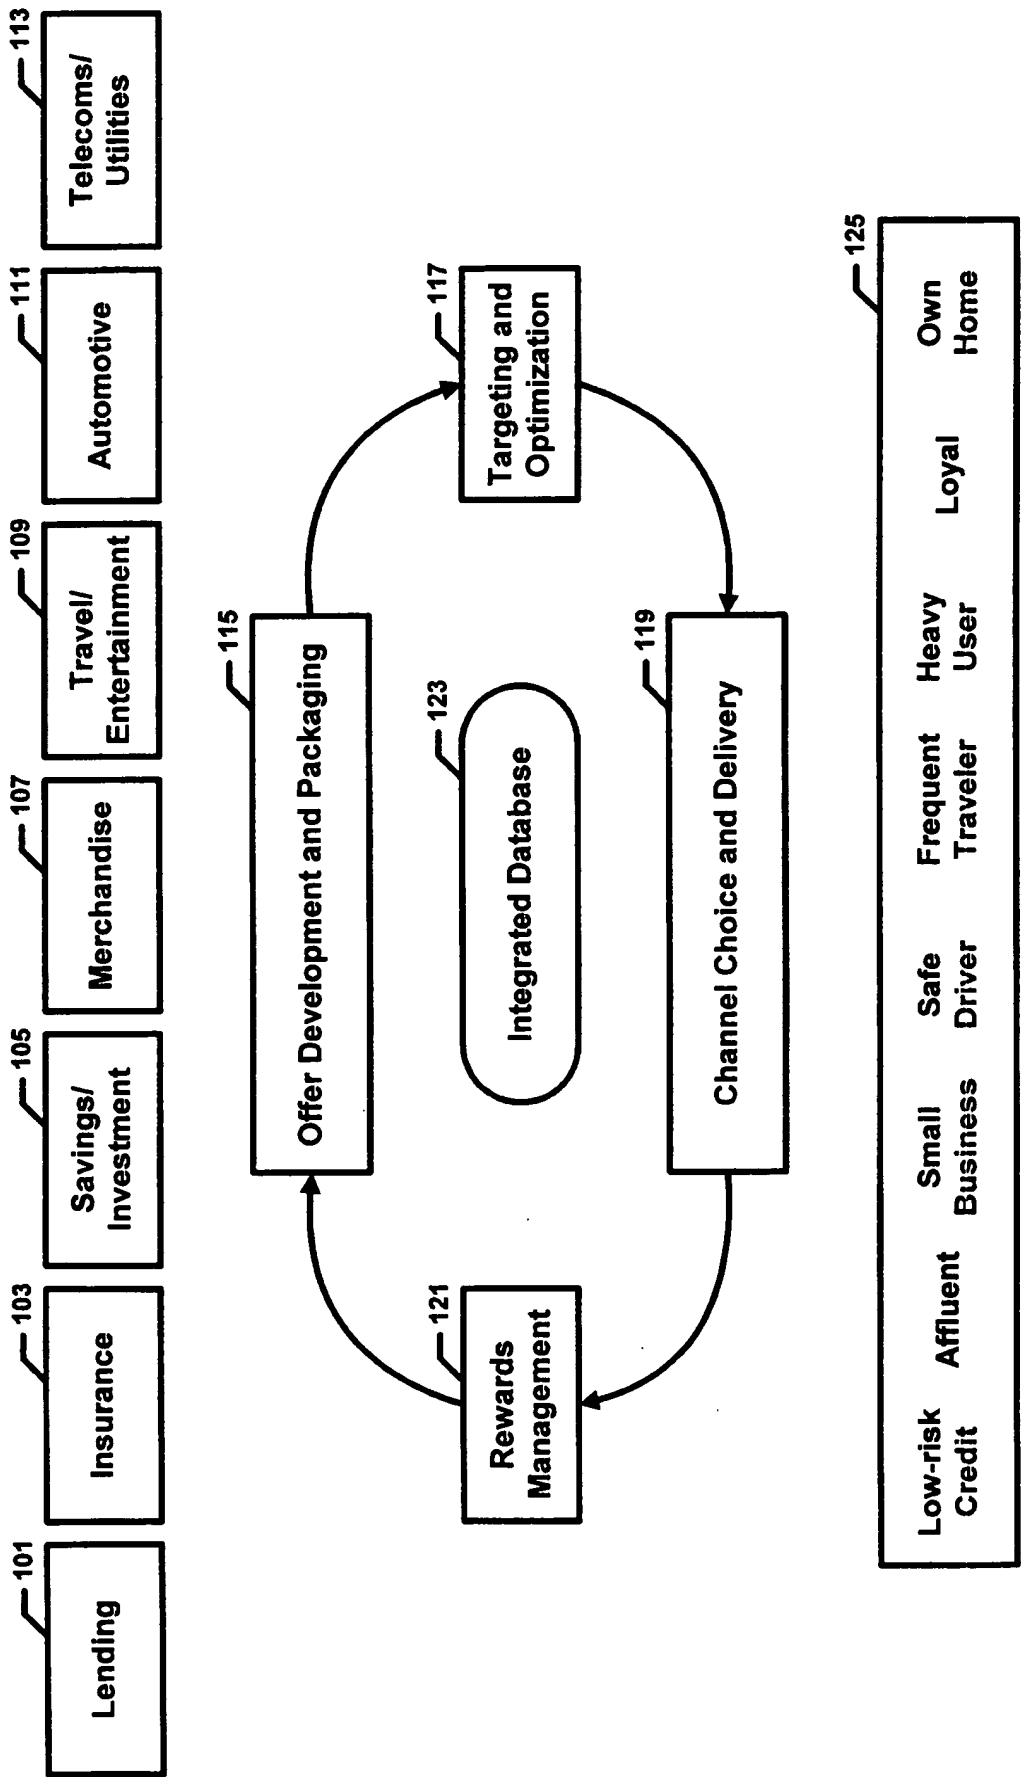 101
Lending
103
Insurance
105
Savings/
Investment
107
Merchandise
109
Travel/
Entertainment
111
Automotive
113
Telecoms/
Utilities
115
Offer Development and Packaging
121
Rewards
Management
123
Integrated Database
117
Targeting and
Optimization
119
Channel Choice and Delivery
125
Low-risk
Credit
Affluent
Small
Business
Safe
Driver
Frequent
Traveler
Heavy
User
Loyal
Own
Home